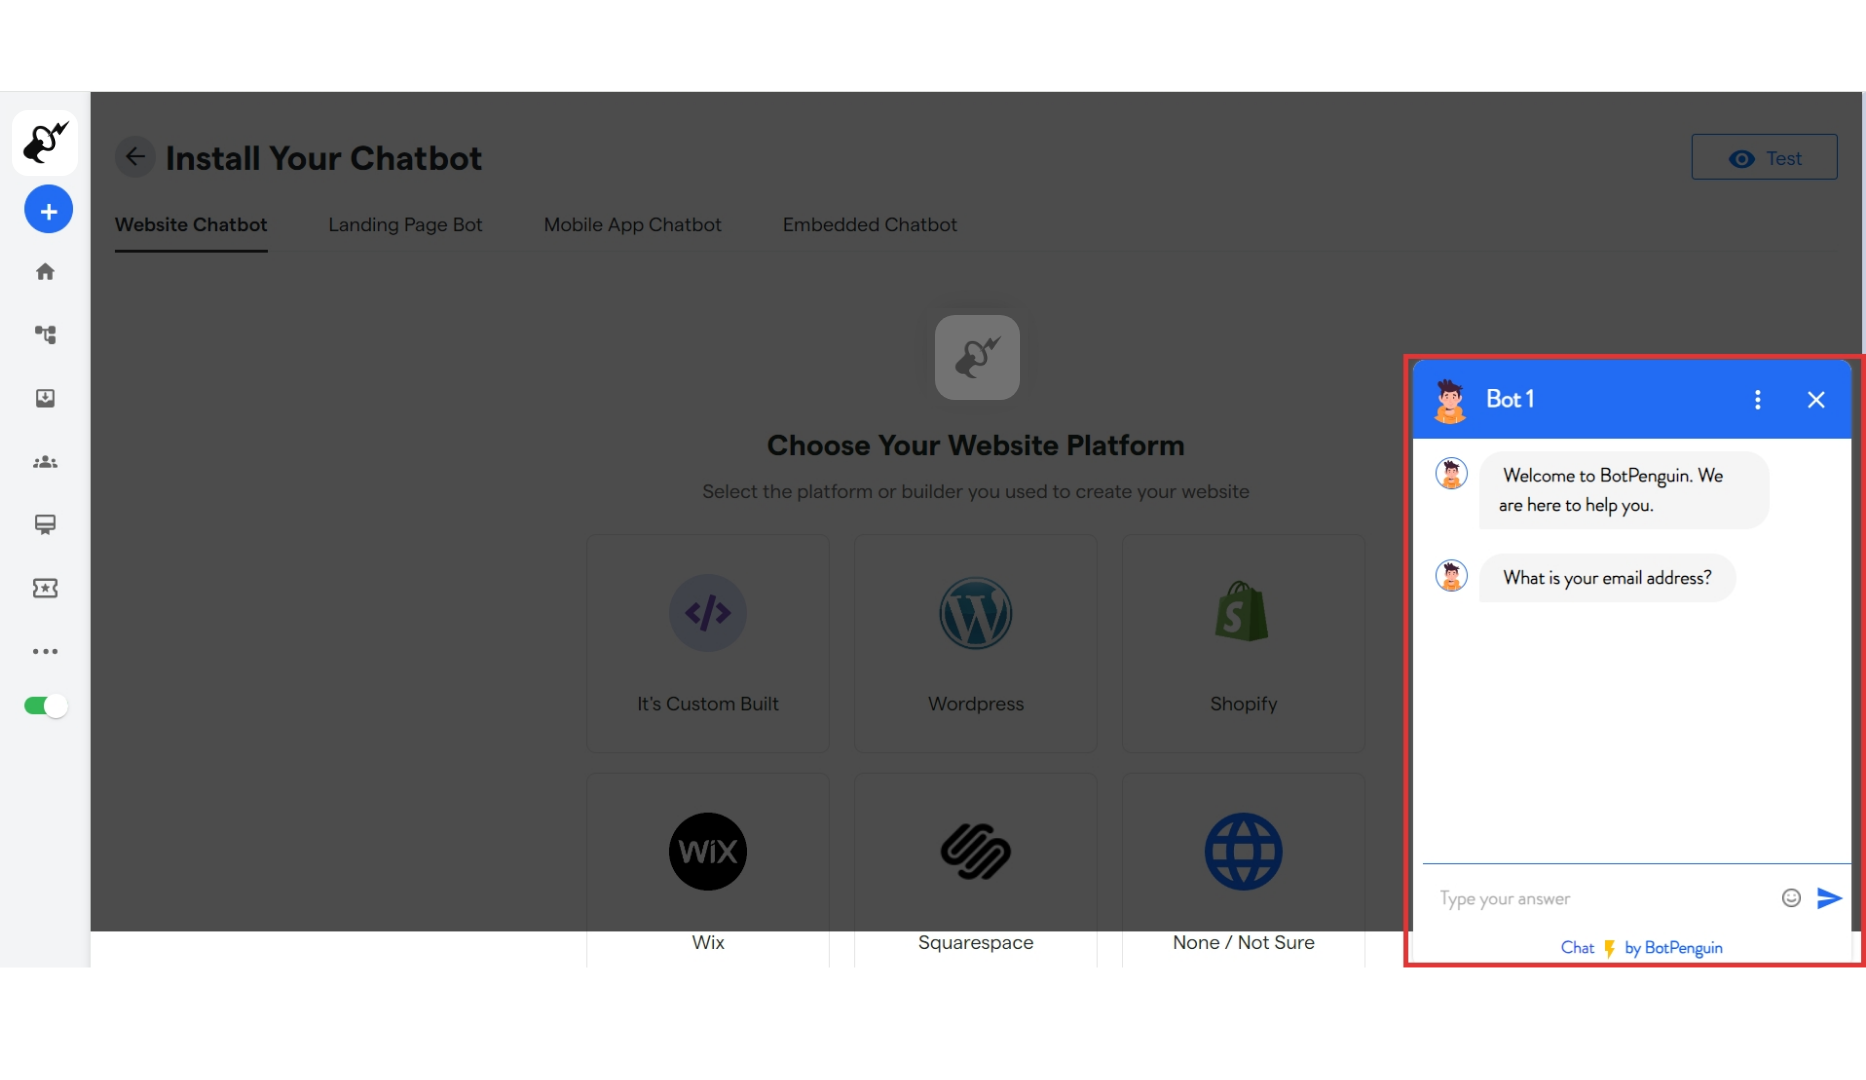 Install Your Chatbot
Test
Website Chatbot
Landing Page Bot
Mobile App Chatbot
Embedded Chatbot
Choose Your Website Platform
Select the platform or builder you used to create your website
It's Custom Built
Wordpress
Shopify
WiX
Wix
Squarespace
None / Not Sure
Bot 1
Welcome to BotPenguin. We
are here to help you.
What is your email address?
Type your answer
Chat by BotPenguin